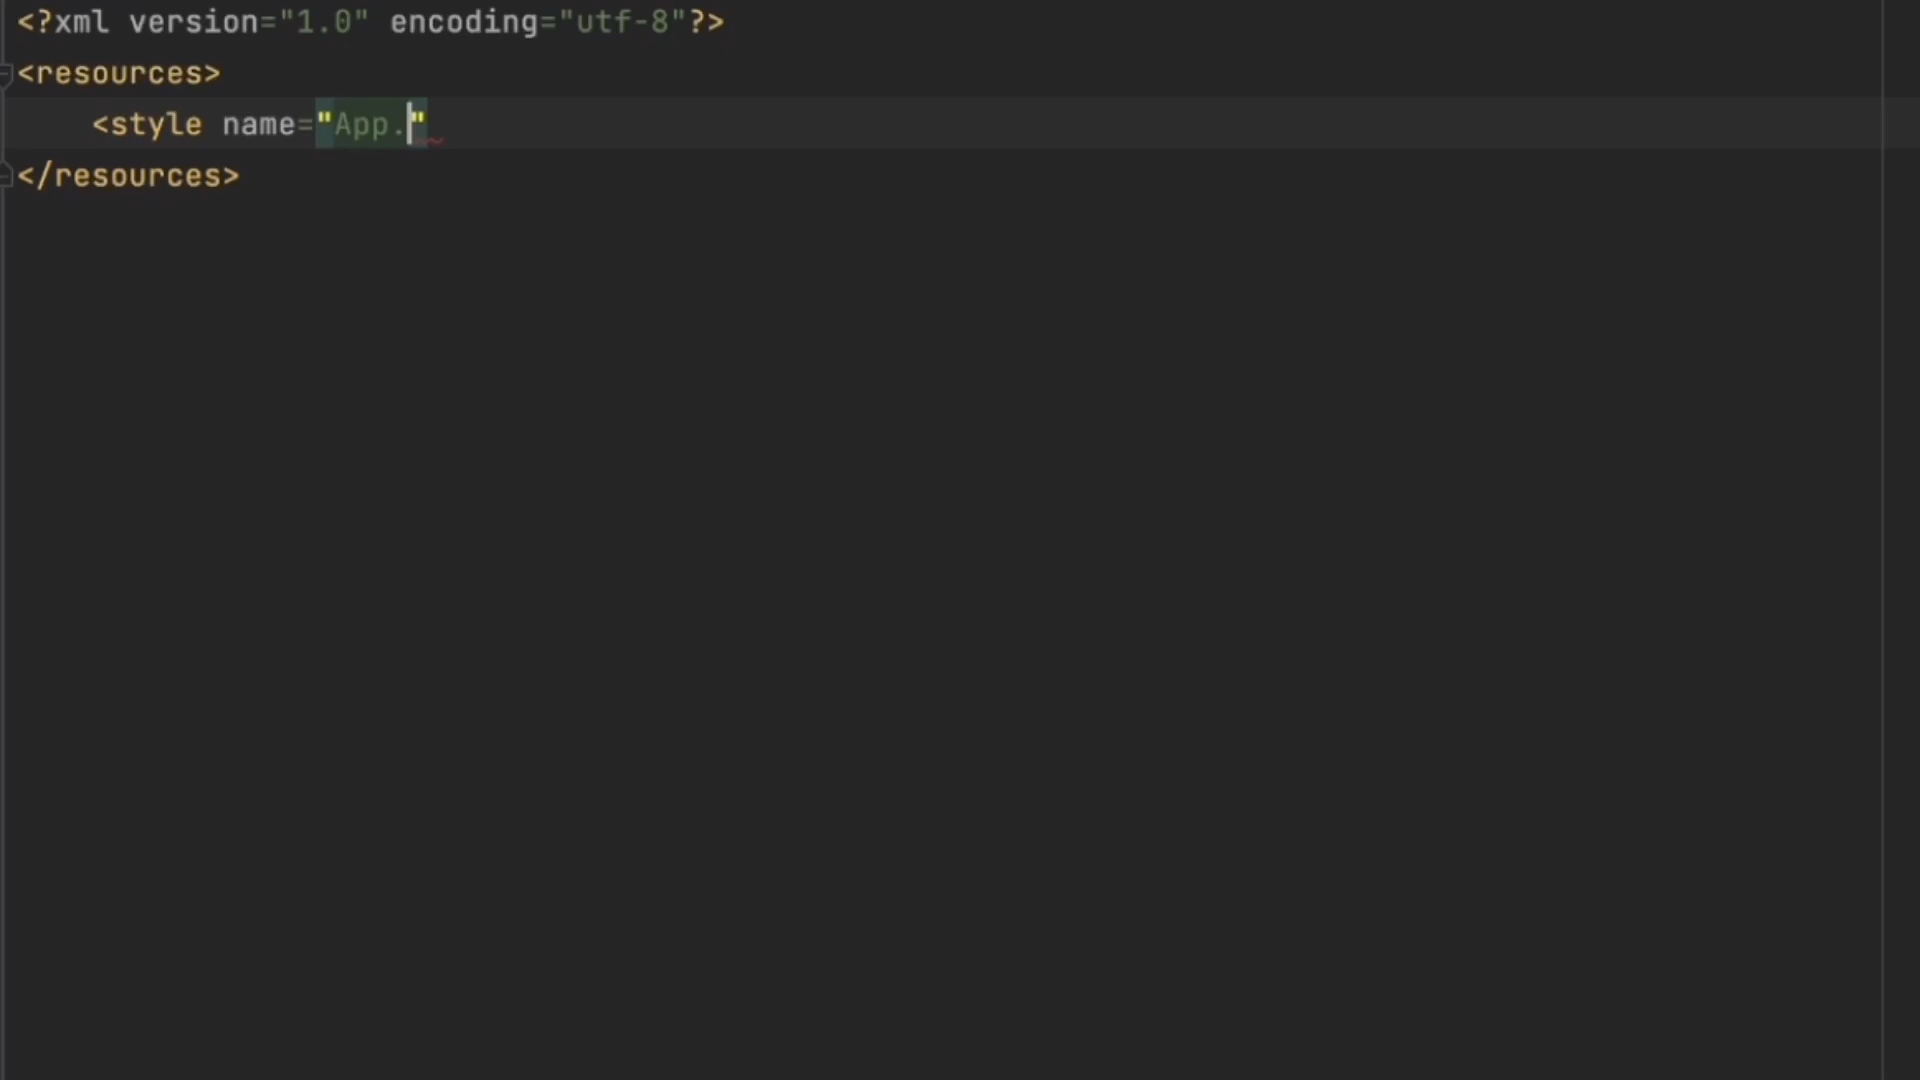 <?xml version="1.0" encoding="utf-8"?>
<resources>
    <style name="App."
</resources>